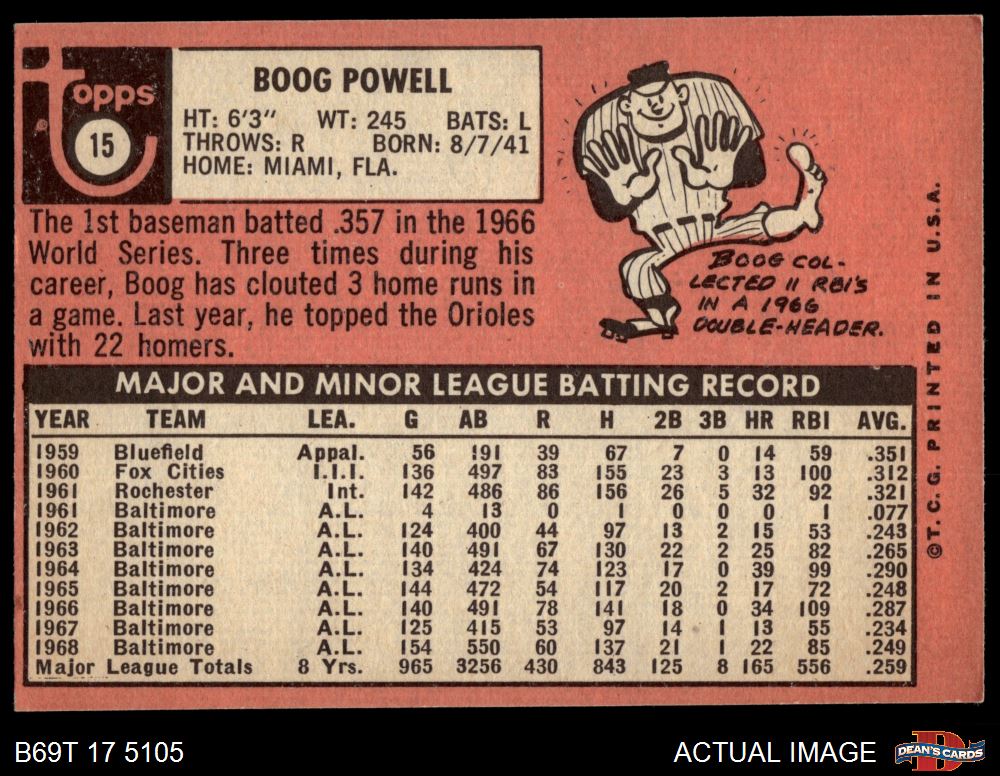 Topps
15
BOOG POWELL
HT: 6'3" WT: 245 BATS: L
THROWS: R BORN: 8/7/41
HOME: MIAMI, FLA.
The 1st baseman batted .357 in the 1966
World Series. Three times during his
career, Boog has clouted 3 home runs in
a game. Last year, he topped the Orioles
with 22 homers.
BOOG COL-
LECTED 11 RBI'S
IN A 1966
DOUBLE-HEADER.
MAJOR AND MINOR LEAGUE BATTING RECORD
YEAR TEAM LEA. G AB R H 2B 3B HR RBI AVG.
1959 Bluefield Appal. 56 191 39 67 7 0 14 59 .351
1960 Fox Cities I.I.I. 136 497 83 155 23 3 13 100 .312
1961 Rochester Int. 142 486 86 156 26 5 32 92 .321
1961 Baltimore A.L. 4 13 0 1 0 0 0 1 .077
1962 Baltimore A.L. 124 400 44 97 13 2 15 53 .243
1963 Baltimore A.L. 140 491 67 130 22 2 25 82 .265
1964 Baltimore A.L. 134 424 74 123 17 0 39 99 .290
1965 Baltimore A.L. 144 472 54 117 20 2 17 72 .248
1966 Baltimore A.L. 140 491 78 141 18 0 34 109 .287
1967 Baltimore A.L. 125 415 53 97 14 1 13 55 .234
1968 Baltimore A.L. 154 550 60 137 21 1 22 85 .249
Major League Totals 8 Yrs. 965 3256 430 843 125 8 165 556 .259
©T. C. G. PRINTED IN U.S.A.
B69T 17 5105
ACTUAL IMAGE
D
DEAN'S CARDS